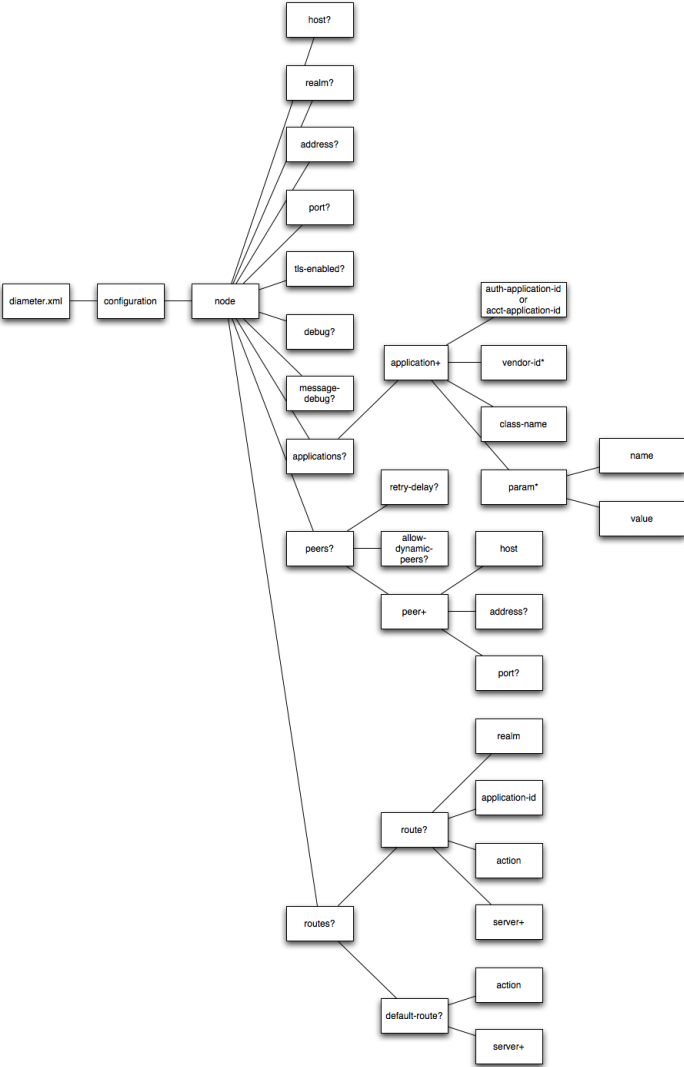 host?
realm?
address?
port?
tls-enabled?
diameter.xml
configuration
node
debug?
message-
debug?
applications?
auth-application-id
or
acct-application-id
application+
vendor-id*
class-name
param*
name
value
retry-delay?
peers?
allow-
dynamic-
peers?
peer+
host
address?
port?
realm
application-id
route?
action
server+
routes?
default-route?
action
server+